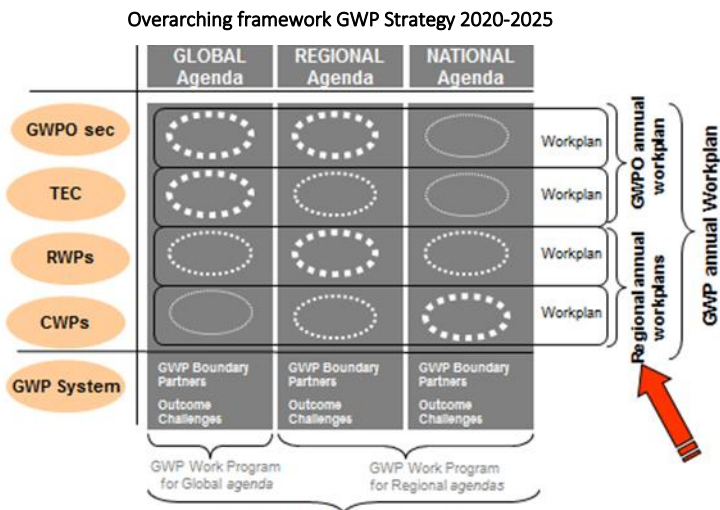 Overarching framework GWP Strategy 2020-2025
GLOBAL
Agenda
REGIONAL
Agenda
NATIONAL
Agenda
GWPO sec
Workplan
TEC
Workplan
RWPs
Workplan
CWPs
Workplan
GWPO annual
workplan
Regional annual
workplans
GWP annual Workplan
GWP System
GWP Boundary
Partners
Outcome
Challenges
GWP Boundary
Partners
Outcome
Challenges
GWP Boundary
Partners
Outcome
Challenges
GWP Work Program
for Global agenda
GWP Work Program
for Regional agendas